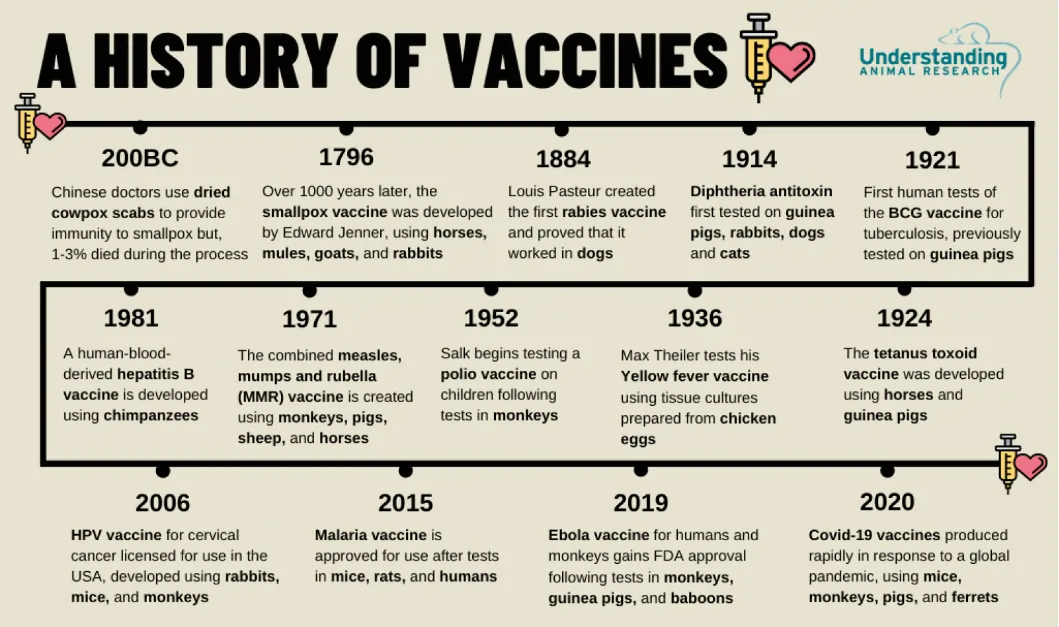 A HISTORY OF VACCINES
Understanding
ANIMAL RESEARCH
200BC
Chinese doctors use dried
cowpox scabs to provide
immunity to smallpox but,
1-3% died during the process
1796
Over 1000 years later, the
smallpox vaccine was developed
by Edward Jenner, using horses,
mules, goats, and rabbits
1884
Louis Pasteur created
the first rabies vaccine
and proved that it
worked in dogs
1914
Diphtheria antitoxin
first tested on guinea
pigs, rabbits, dogs
and cats
1921
First human tests of
the BCG vaccine for
tuberculosis, previously
tested on guinea pigs
1981
A human-blood-
derived hepatitis B
vaccine is developed
using chimpanzees
1971
The combined measles,
mumps and rubella
(MMR) vaccine is created
using monkeys, pigs,
sheep, and horses
1952
Salk begins testing a
polio vaccine on
children following
tests in monkeys
1936
Max Theiler tests his
Yellow fever vaccine
using tissue cultures
prepared from chicken
eggs
1924
The tetanus toxoid
vaccine was developed
using horses and
guinea pigs
2006
HPV vaccine for cervical
cancer licensed for use in the
USA, developed using rabbits,
mice, and monkeys
2015
Malaria vaccine is
approved for use after tests
in mice, rats, and humans
2019
Ebola vaccine for humans and
monkeys gains FDA approval
following tests in monkeys,
guinea pigs, and baboons
2020
Covid-19 vaccines produced
rapidly in response to a global
pandemic, using mice,
monkeys, pigs, and ferrets